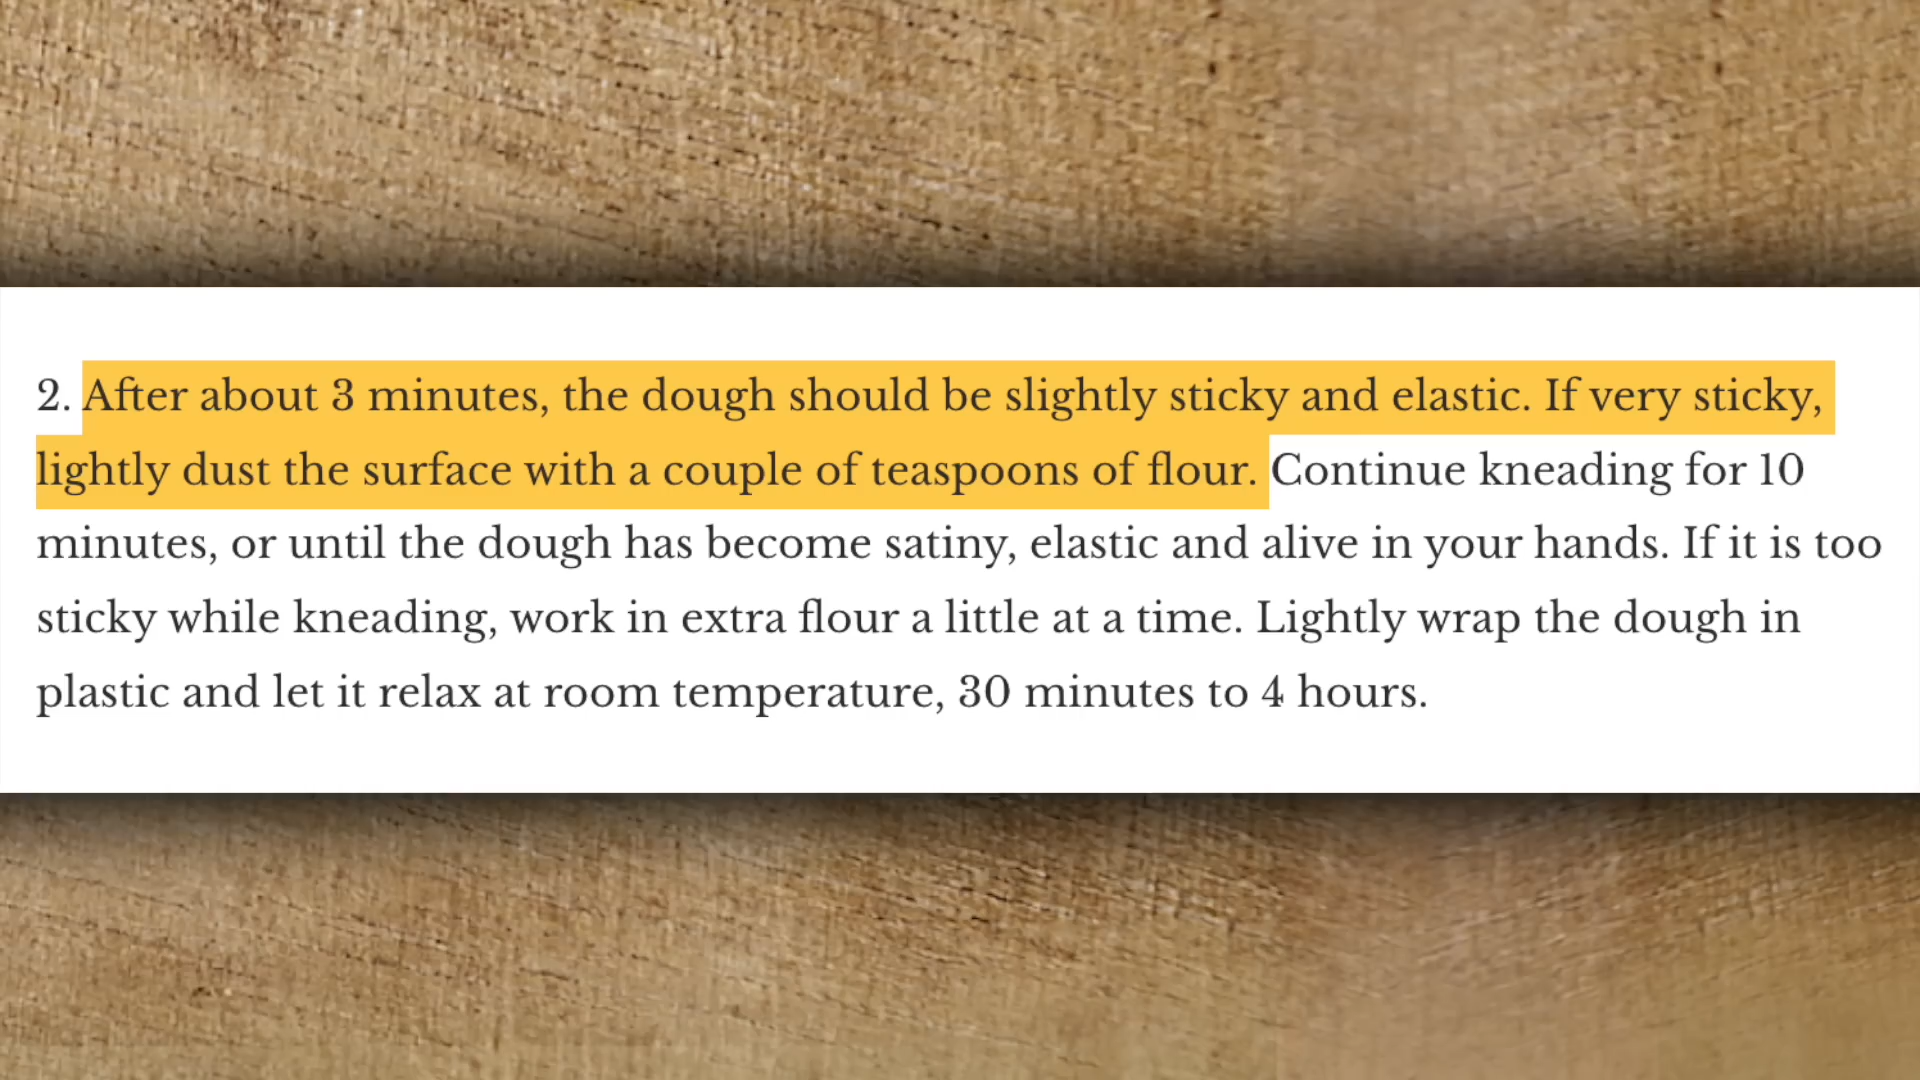 2. After about 3 minutes, the dough should be slightly sticky and elastic. If very sticky,
lightly dust the surface with a couple of teaspoons of flour. Continue kneading for 10
minutes, or until the dough has become satiny, elastic and alive in your hands. If it is too
sticky while kneading, work in extra flour a little at a time. Lightly wrap the dough in
plastic and let it relax at room temperature, 30 minutes to 4 hours.